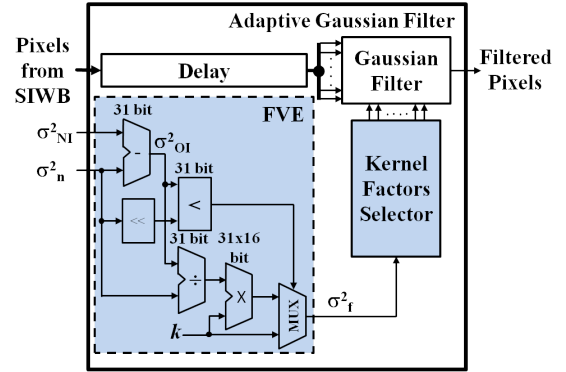 Adaptive Gaussian Filter
Pixels
from
SIWB
Delay
Gaussian
Filter
Filtered
Pixels
FVE
31 bit
σ²NI
σ²n
-
σ²OI
31 bit
<
<<
31 bit
÷
31x16
bit
X
k
MUX
σ²f
Kernel
Factors
Selector